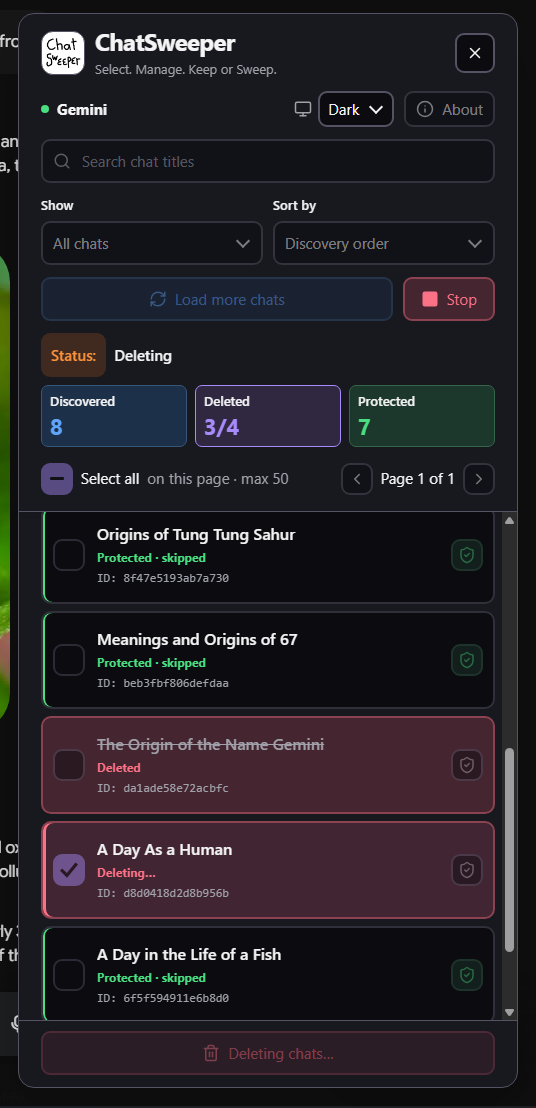 Chat
Sweeper
ChatSweeper
Select. Manage. Keep or Sweep.
Gemini
Dark
About
Search chat titles
Show
Sort by
All chats
Discovery order
Load more chats
Stop
Status:
Deleting
Discovered
Deleted
Protected
8
3/4
7
Select all on this page · max 50
Page 1 of 1
Origins of Tung Tung Sahur
Protected · skipped
ID: 8f47e5193ab7a730
Meanings and Origins of 67
Protected · skipped
ID: beb3fbf806defdaa
The Origin of the Name Gemini
Deleted
ID: da1ade58e72acbfc
A Day As a Human
Deleting...
ID: d8d0418d2d8b956b
A Day in the Life of a Fish
Protected · skipped
ID: 6f5f594911e6b8d0
Deleting chats...